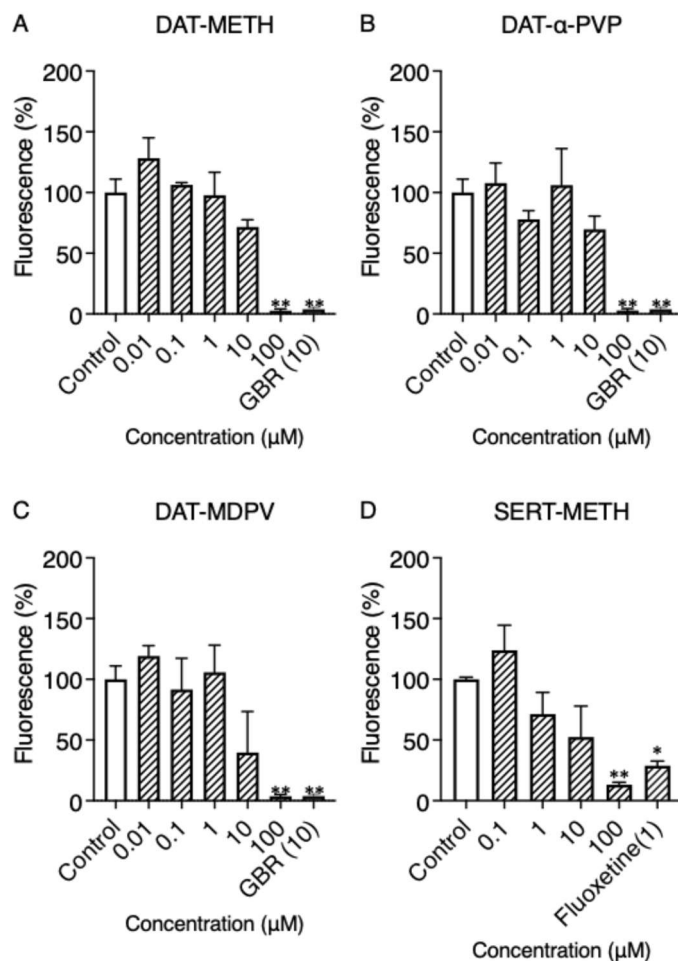 A DAT-METH
Fluorescence (%)
200
150
100
50
0
** **
Control 0.01 0.1 1 10 100 GBR (10)
Concentration (µM)
B DAT-α-PVP
Fluorescence (%)
200
150
100
50
0
** **
Control 0.01 0.1 1 10 100 GBR (10)
Concentration (µM)
C DAT-MDPV
Fluorescence (%)
200
150
100
50
0
** **
Control 0.01 0.1 1 10 100 GBR (10)
Concentration (µM)
D SERT-METH
Fluorescence (%)
200
150
100
50
0
** *
Control 0.1 1 10 100 Fluoxetine(1)
Concentration (µM)